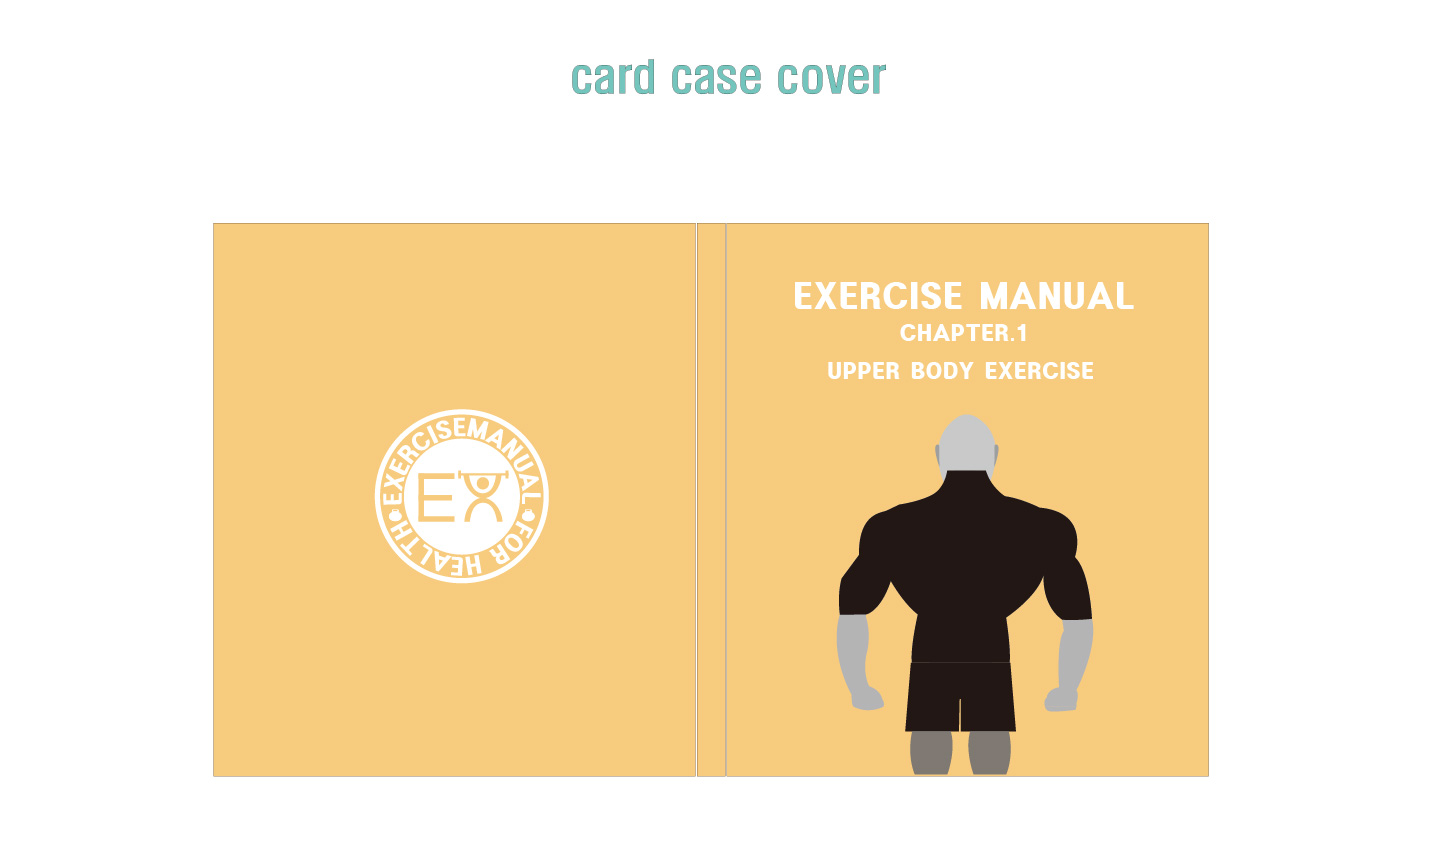 card case cover
EXERCISE MANUAL
CHAPTER.1
UPPER BODY EXERCISE
EXERCISEMANUAL
FOR HEALTH
EX